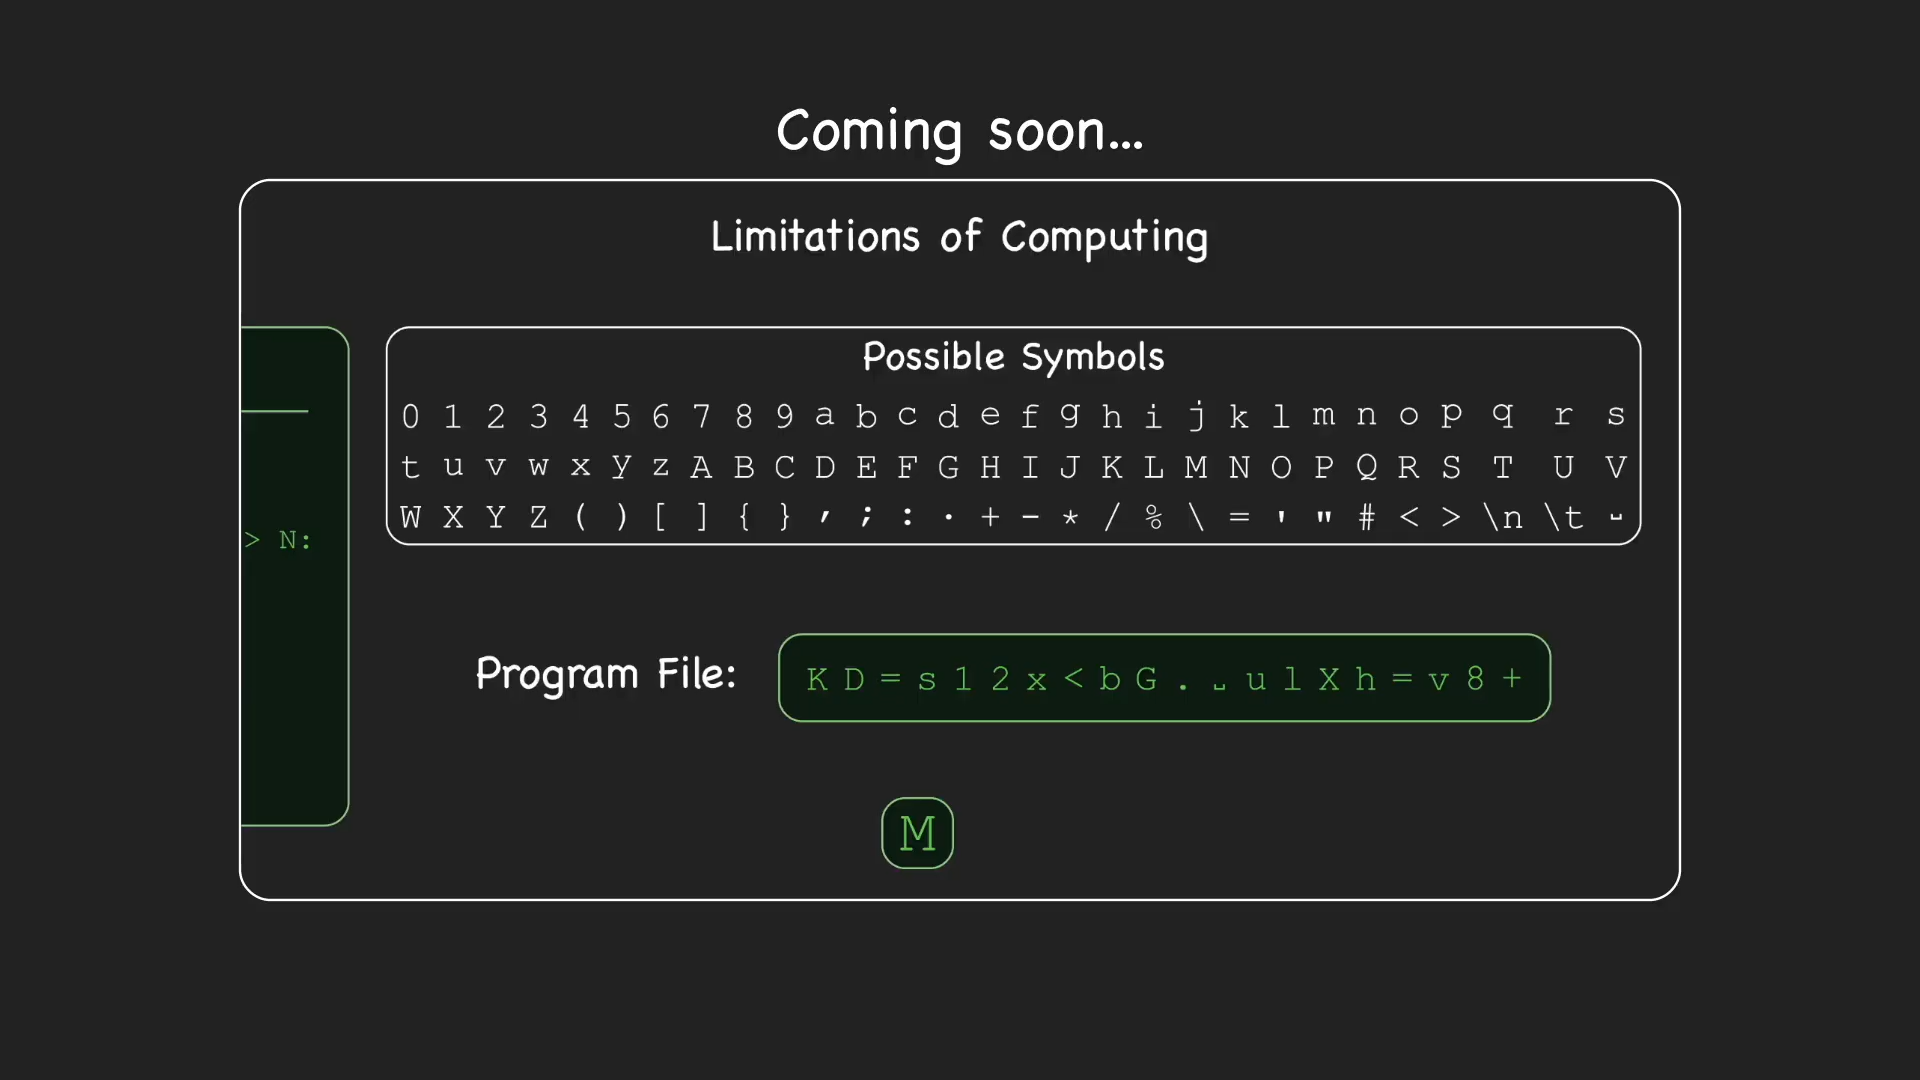 Coming soon...
Limitations of Computing
> N:
Possible Symbols
0 1 2 3 4 5 6 7 8 9 a b c d e f g h i j k l m n o p q r s
t u v w x y z A B C D E F G H I J K L M N O P Q R S T U V
W X Y Z ( ) [ ] { } , ; : . + - * / % \ = ' " # < > \n \t ␣
Program File: K D = s 1 2 x < b G . ␣ u l X h = v 8 +
M